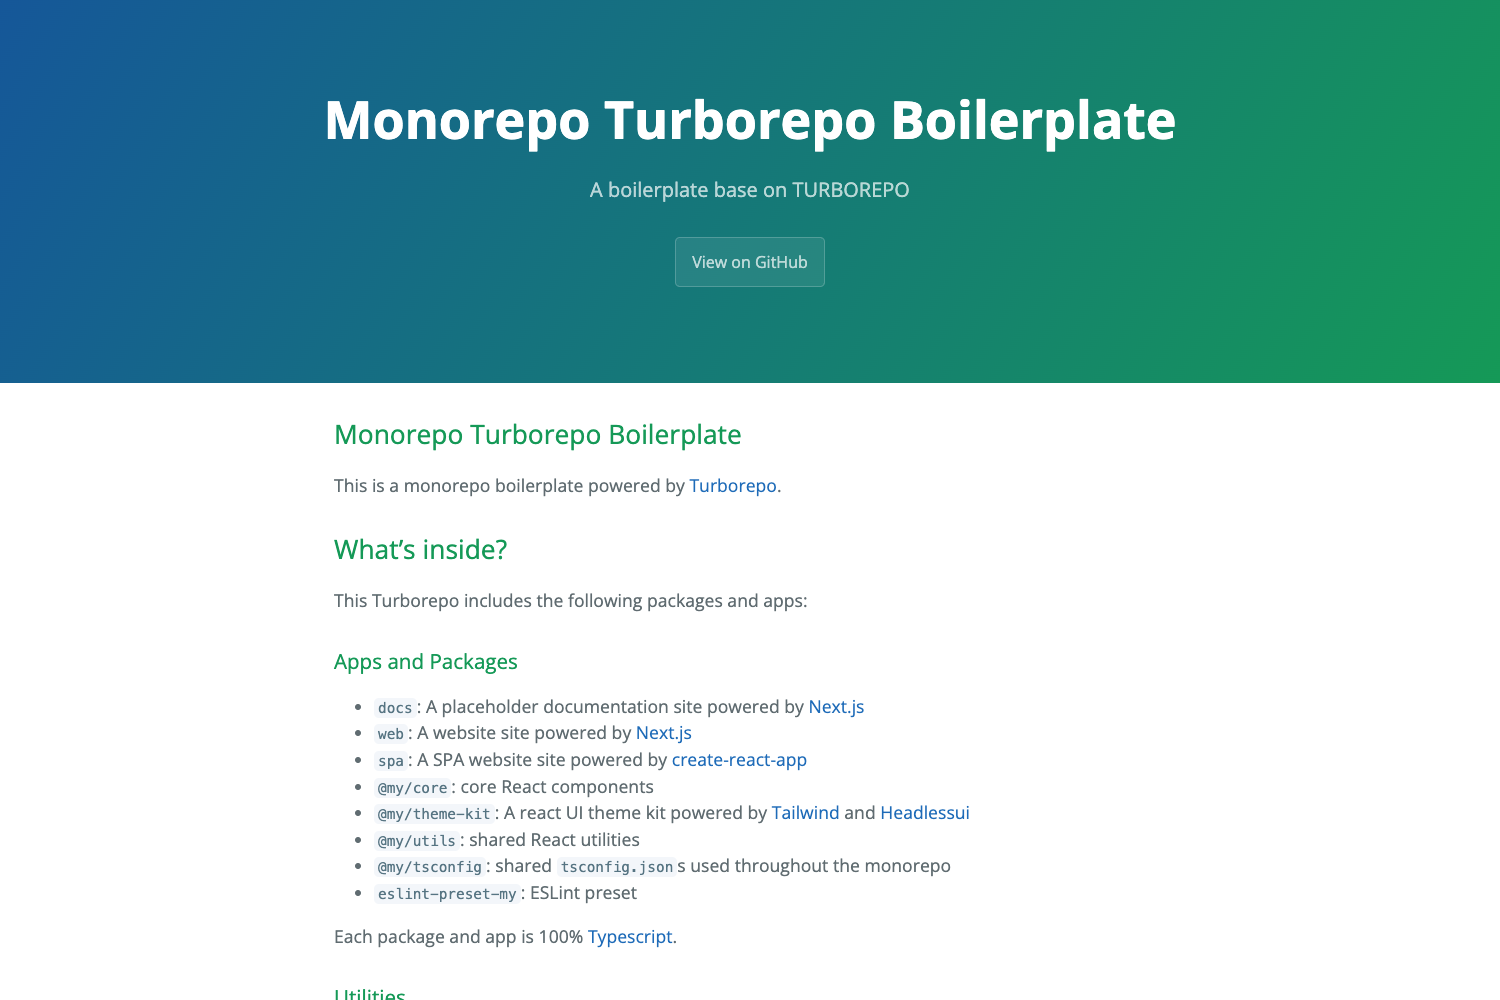 Monorepo Turborepo Boilerplate
A boilerplate base on TURBOREPO
View on GitHub
Monorepo Turborepo Boilerplate
This is a monorepo boilerplate powered by Turborepo.
What’s inside?
This Turborepo includes the following packages and apps:
Apps and Packages
docs: A placeholder documentation site powered by Next.js
web: A website site powered by Next.js
spa: A SPA website site powered by create-react-app
@my/core: core React components
@my/theme-kit: A react UI theme kit powered by Tailwind and Headlessui
@my/utils: shared React utilities
@my/tsconfig: shared tsconfig.jsons used throughout the monorepo
eslint-preset-my: ESLint preset
Each package and app is 100% Typescript.
Utilities